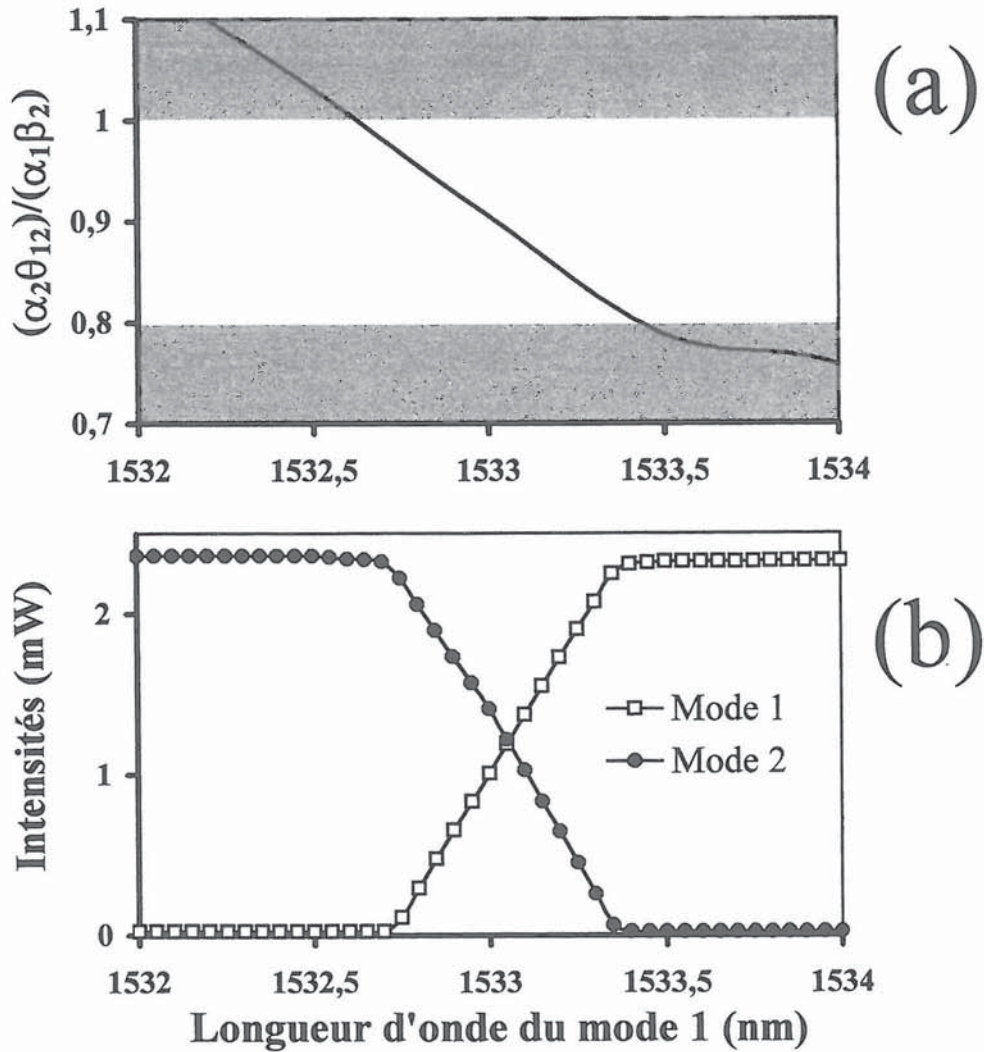 (a)
(α₂θ₁₂)/(α₁β₂)
1,1
1
0,9
0,8
0,7
1532
1532,5
1533
1533,5
1534
(b)
Intensités (mW)
2
1
0
Mode 1
Mode 2
1532
1532,5
1533
1533,5
1534
Longueur d'onde du mode 1 (nm)